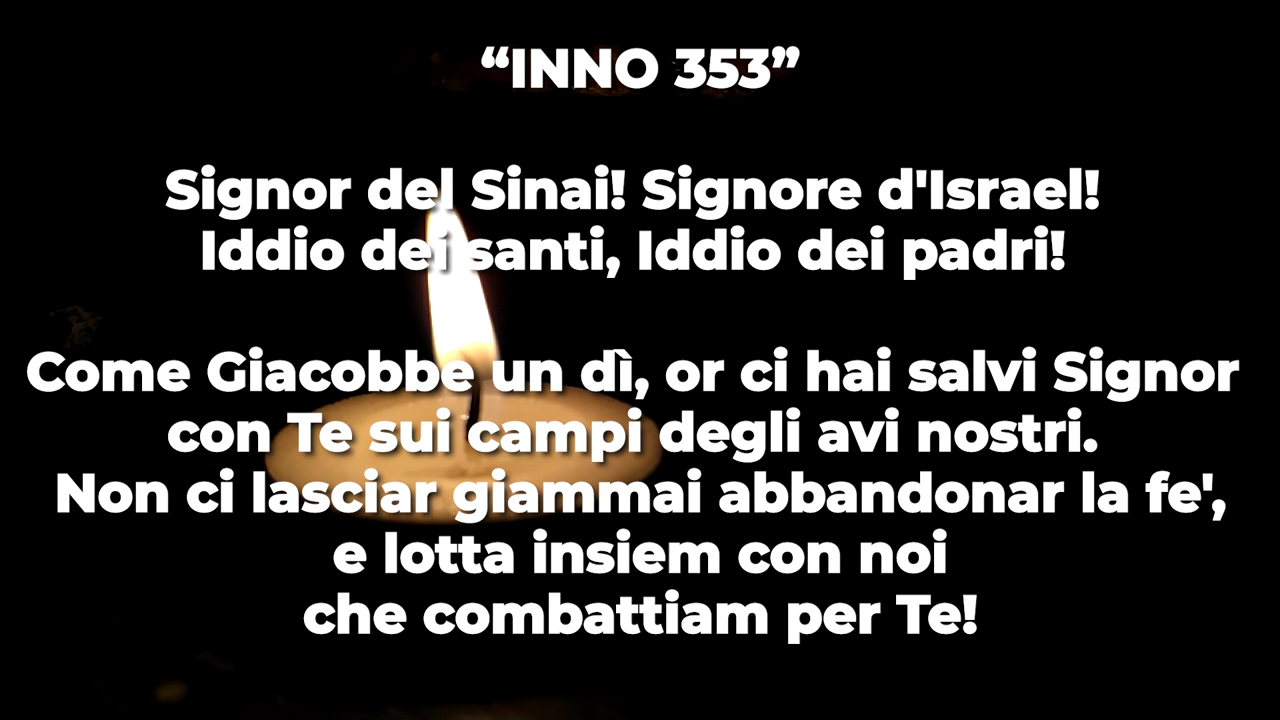 “INNO 353”
Signor del Sinai! Signore d'Israel!
Iddio dei santi, Iddio dei padri!
Come Giacobbe un dì, or ci hai salvi Signor
con Te sui campi degli avi nostri.
Non ci lasciar giammai abbandonar la fe',
e lotta insiem con noi
che combattiam per Te!